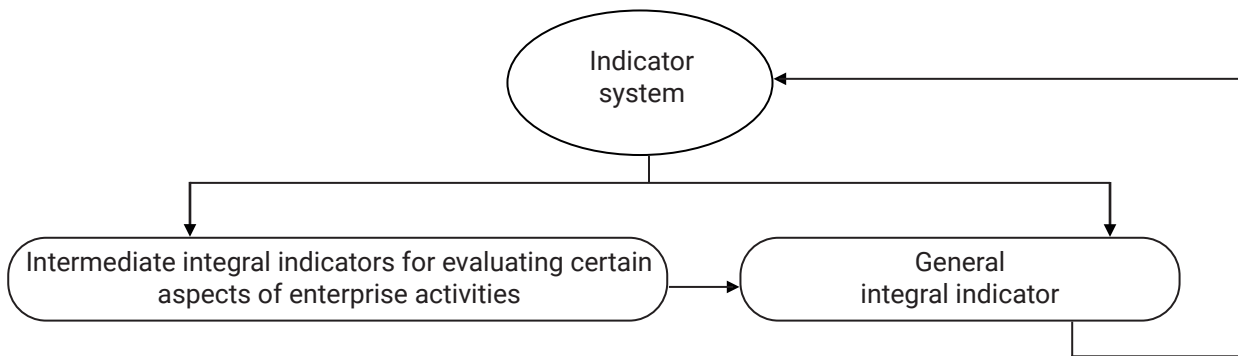 Indicator
system
Intermediate integral indicators for evaluating certain
aspects of enterprise activities
General
integral indicator